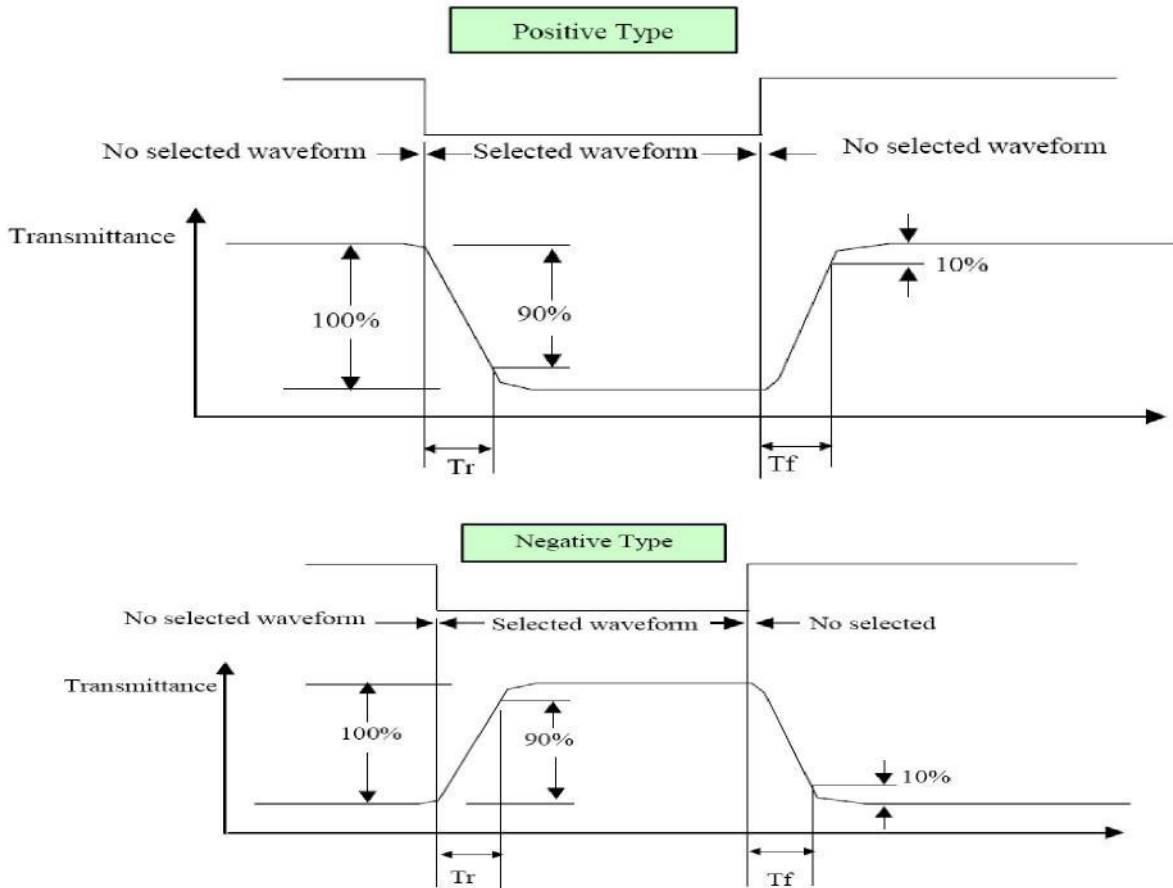 Positive Type
No selected waveform
Selected waveform
No selected waveform
Transmittance
100%
90%
10%
Tr
Tf
Negative Type
No selected waveform
Selected waveform
No selected
Transmittance
100%
90%
10%
Tr
Tf